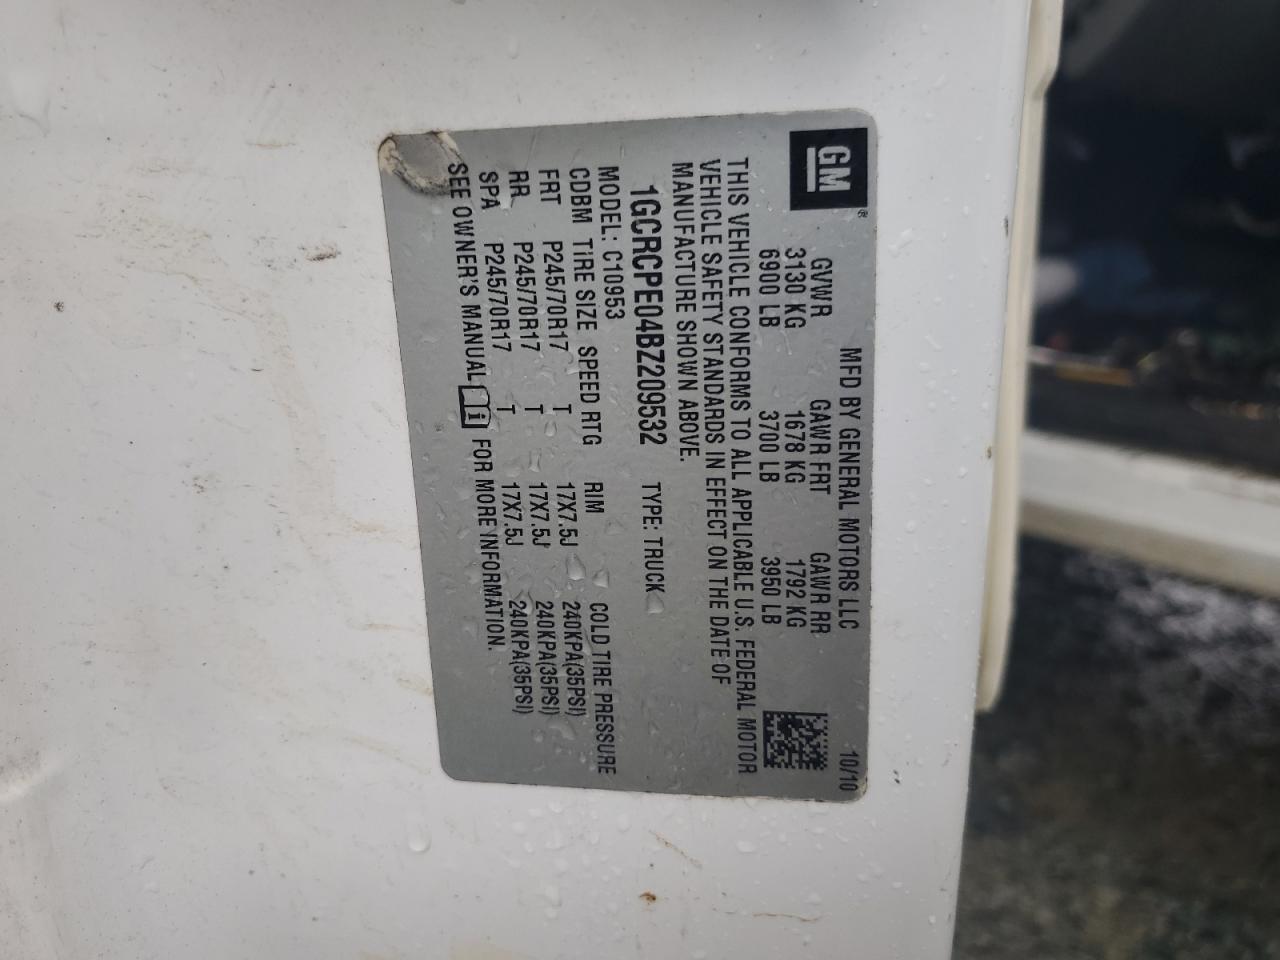 GM®
MFD BY GENERAL MOTORS LLC 10/10
GVWR GAWR FRT GAWR RR
3130 KG 1678 KG 1792 KG
6900 LB 3700 LB 3950 LB
THIS VEHICLE CONFORMS TO ALL APPLICABLE U.S. FEDERAL MOTOR
VEHICLE SAFETY STANDARDS IN EFFECT ON THE DATE OF
MANUFACTURE SHOWN ABOVE.
1GCRCPE04BZ209532 TYPE: TRUCK
MODEL: C10953
CDBM TIRE SIZE SPEED RTG RIM COLD TIRE PRESSURE
FRT P245/70R17 T 17X7.5J 240KPA(35PSI)
RR P245/70R17 T 17X7.5J 240KPA(35PSI)
SPA P245/70R17 T 17X7.5J 240KPA(35PSI)
SEE OWNER'S MANUAL i FOR MORE INFORMATION.